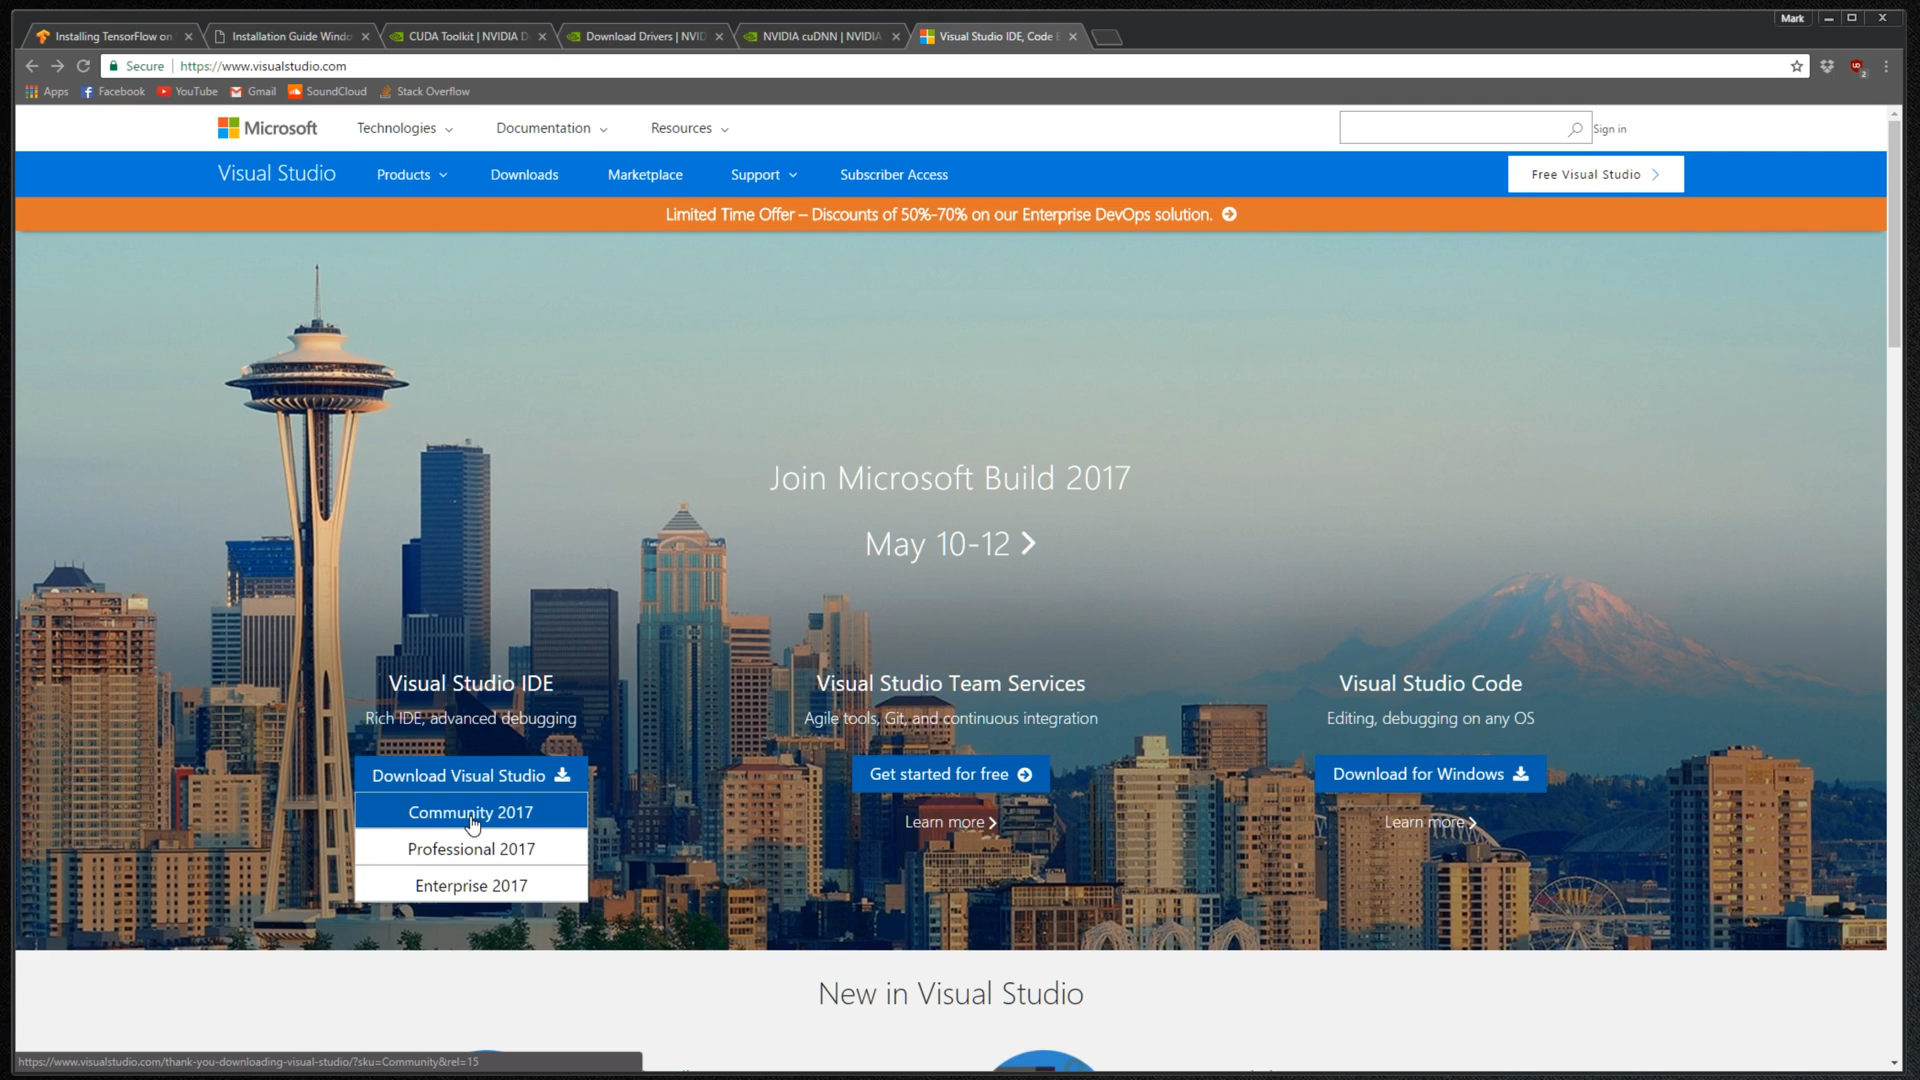 Mark
Installing TensorFlow on
Installation Guide Windo
CUDA Toolkit | NVIDIA D
Download Drivers | NVID
NVIDIA cuDNN | NVIDIA
Visual Studio IDE, Code E
Secure
https://www.visualstudio.com
Apps
Facebook
YouTube
Gmail
SoundCloud
Stack Overflow
Microsoft
Technologies
Documentation
Resources
Sign in
Visual Studio
Products
Downloads
Marketplace
Support
Subscriber Access
Free Visual Studio
Limited Time Offer – Discounts of 50%-70% on our Enterprise DevOps solution.
Join Microsoft Build 2017
May 10-12
Visual Studio IDE
Rich IDE, advanced debugging
Download Visual Studio
Community 2017
Professional 2017
Enterprise 2017
Visual Studio Team Services
Agile tools, Git, and continuous integration
Get started for free
Learn more
Visual Studio Code
Editing, debugging on any OS
Download for Windows
Learn more
New in Visual Studio
https://www.visualstudio.com/thank-you-downloading-visual-studio/?sku=Community&rel=15